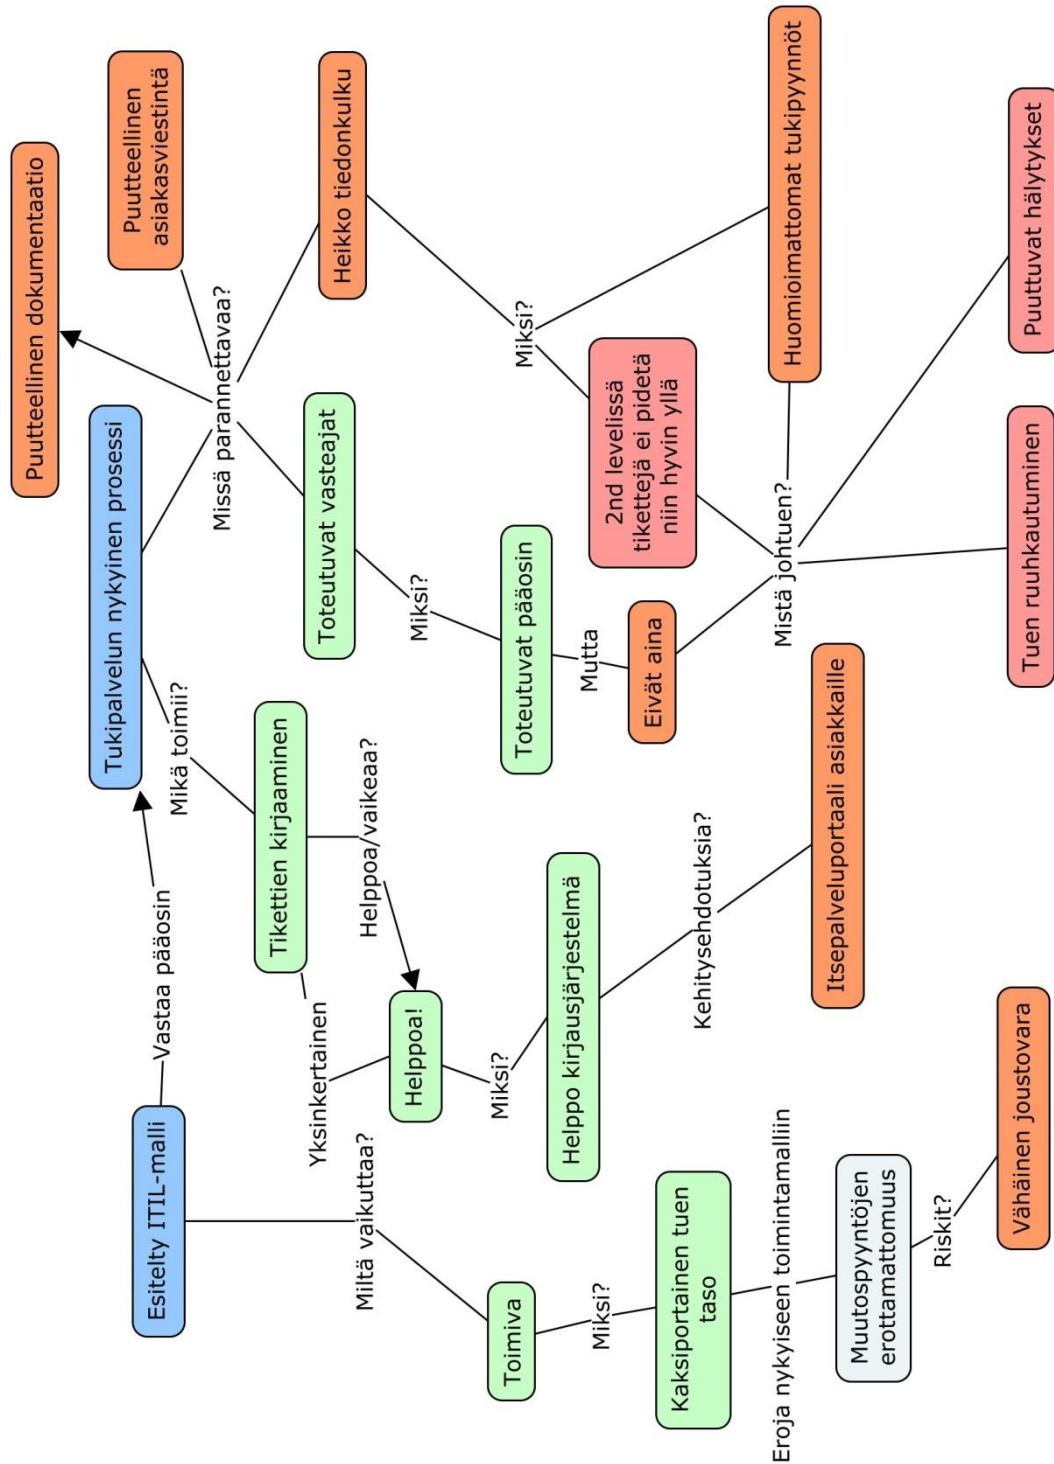 Esitelty ITIL-malli
Vastaa pääosin
Tukipalvelun nykyinen prosessi
Puutteellinen dokumentaatio
Puutteellinen
asiakasviestintä
Mikä toimii?
Missä parannettavaa?
Miltä vaikuttaa?
Yksinkertainen
Tikettien kirjaaminen
Helppoa/vaikeaa?
Toteutuvat vasteajat
Heikko tiedonkulku
Helppoa!
Miksi?
Miksi?
Toimiva
Miksi?
Helppo kirjausjärjestelmä
Toteutuvat pääosin
Mutta
Eivät aina
Miksi?
2nd levelissä
tikettejä ei pidetä
niin hyvin yllä
Miksi?
Kaksiportainen tuen
taso
Kehitysehdotuksia?
Mistä johtuen?
Huomioimattomat tukipyynnöt
Eroja nykyiseen toimintamalliin
Itsepalveluportaali asiakkaille
Muutospyyntöjen
erottamattomuus
Riskit?
Vähäinen joustovara
Tuen ruuhkautuminen
Puuttuvat hälytykset